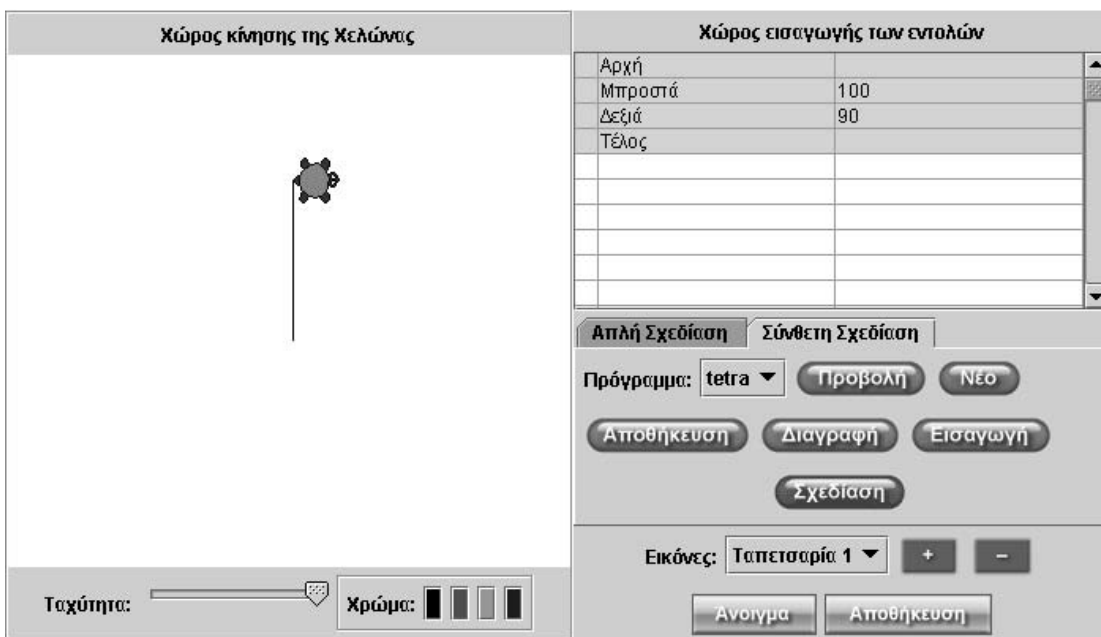 Χώρος κίνησης της Χελώνας
Χώρος εισαγωγής των εντολών
Αρχή
Μπροστά 100
Δεξιά 90
Τέλος
Απλή Σχεδίαση Σύνθετη Σχεδίαση
Πρόγραμμα: tetra Προβολή Νέο
Αποθήκευση Διαγραφή Εισαγωγή
Σχεδίαση
Εικόνες: Ταπετσαρία 1 + -
Ταχύτητα: Χρώμα:
Άνοιγμα Αποθήκευση